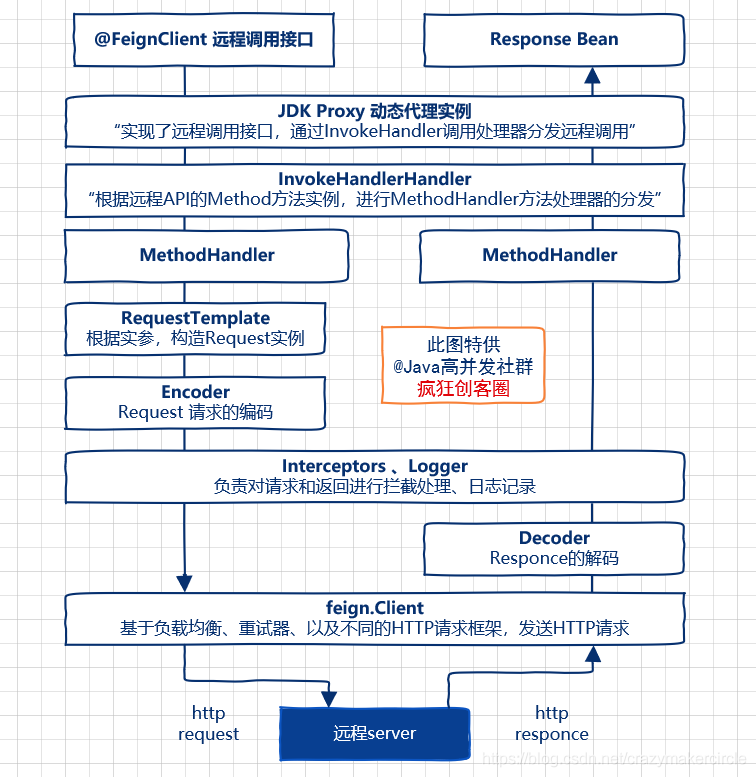 @FeignClient 远程调用接口
Response Bean
JDK Proxy 动态代理实例
“实现了远程调用接口，通过InvokeHandler调用处理器分发远程调用”
InvokeHandlerHandler
“根据远程API的Method方法实例，进行MethodHandler方法处理器的分发”
MethodHandler
MethodHandler
RequestTemplate
根据实参，构造Request实例
此图特供
@Java高并发社群
疯狂创客圈
Encoder
Request 请求的编码
Interceptors 、Logger
负责对请求和返回进行拦截处理、日志记录
Decoder
Responce的解码
feign.Client
基于负载均衡、重试器、以及不同的HTTP请求框架，发送HTTP请求
http
request
远程server
http
responce
https://blog.csdn.net/crazymakercircle